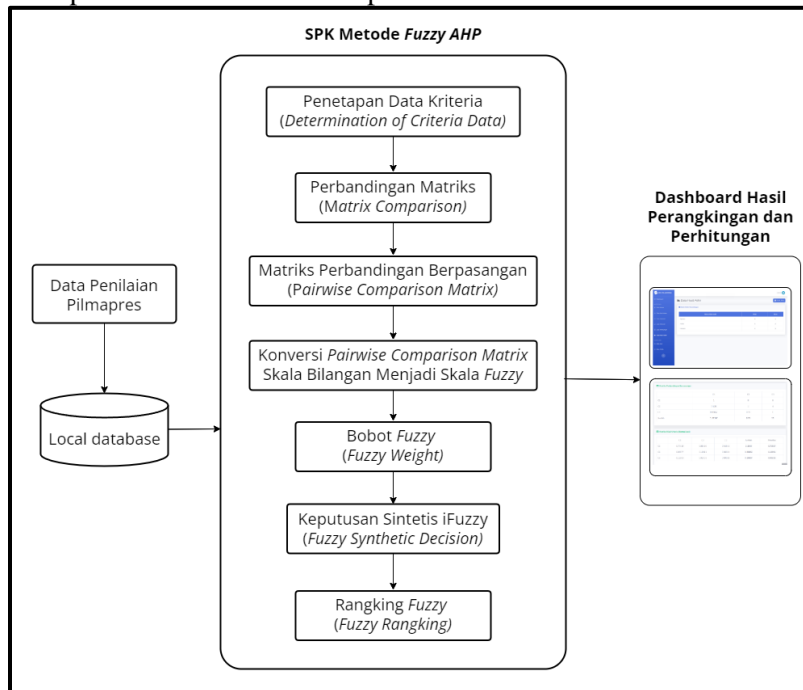 SPK Metode Fuzzy AHP
Data Penilaian
Pilmapres
Local database
Penetapan Data Kriteria
(Determination of Criteria Data)
Perbandingan Matriks
(Matrix Comparison)
Matriks Perbandingan Berpasangan
(Pairwise Comparison Matrix)
Konversi Pairwise Comparison Matrix
Skala Bilangan Menjadi Skala Fuzzy
Bobot Fuzzy
(Fuzzy Weight)
Keputusan Sintetis iFuzzy
(Fuzzy Synthetic Decision)
Rangking Fuzzy
(Fuzzy Rangking)
Dashboard Hasil
Perangkingan dan
Perhitungan